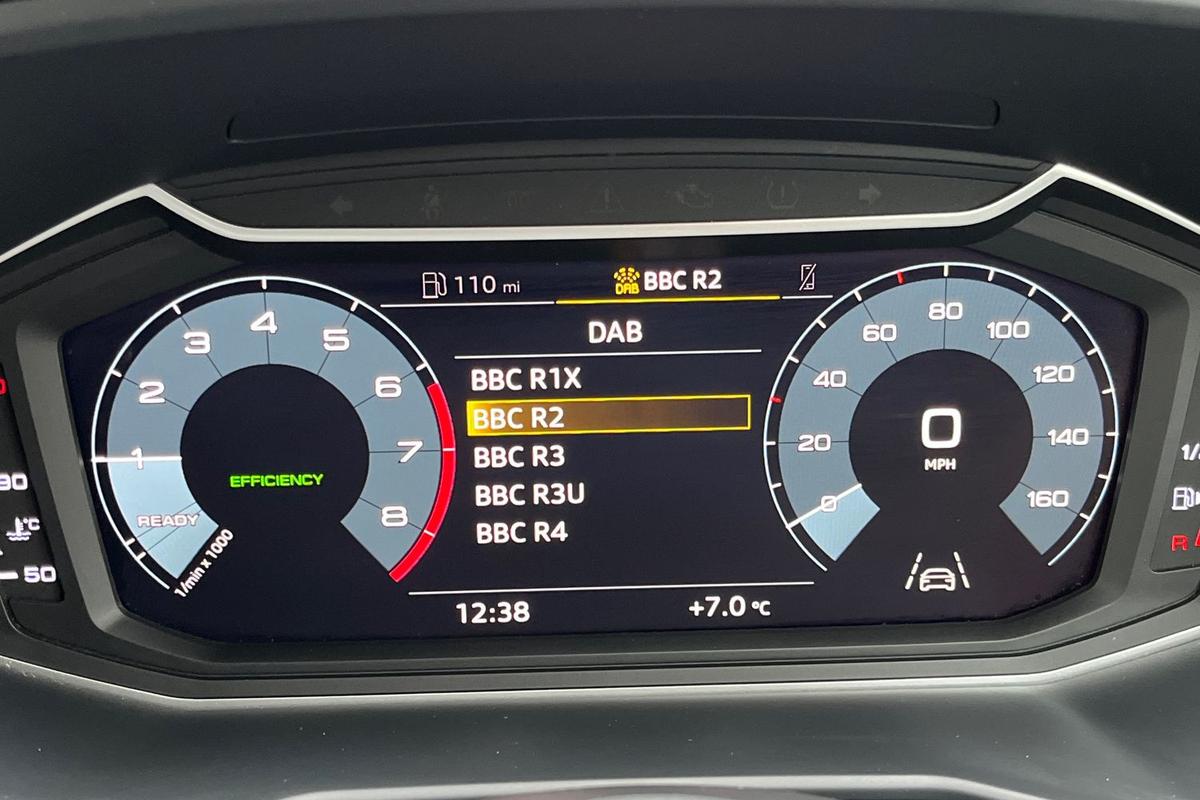 110 mi
DAB BBC R2
DAB
BBC R1X
BBC R2
BBC R3
BBC R3U
BBC R4
12:38
+7.0 °C
1
2
3
4
5
6
7
8
READY
1/min x 1000
EFFICIENCY
0
20
40
60
80
100
120
140
160
0
MPH
90
°C
50
R